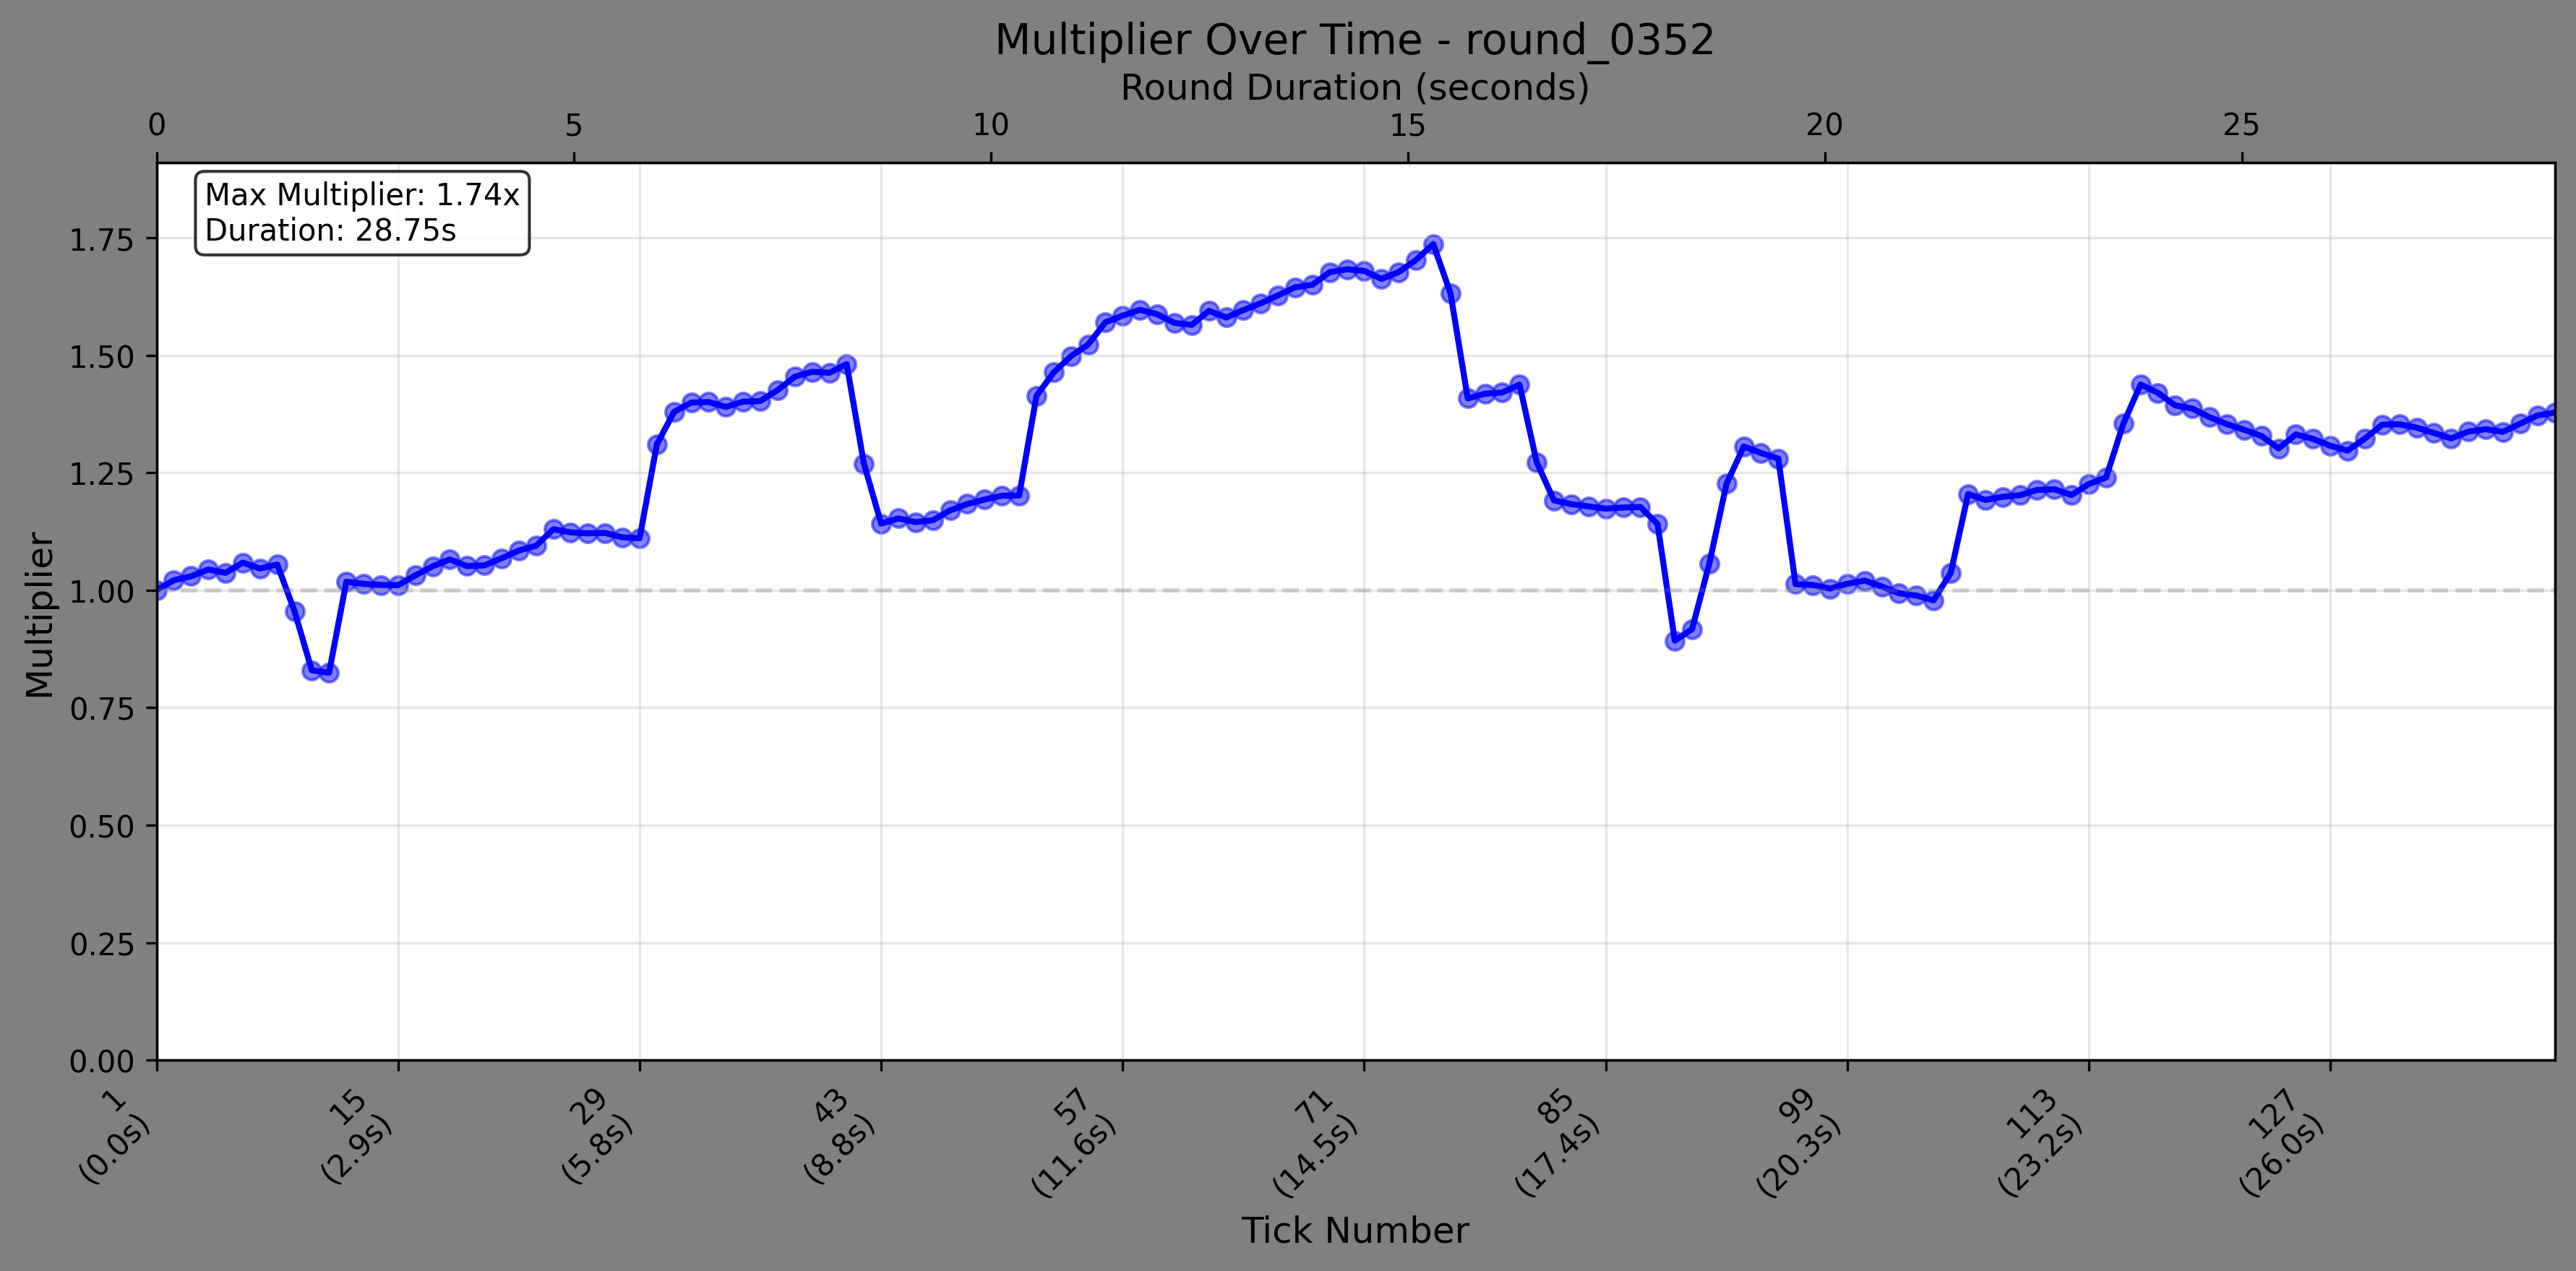 Multiplier Over Time - round_0352
Round Duration (seconds)
0 5 10 15 20 25
Max Multiplier: 1.74x
Duration: 28.75s
Multiplier
1.75
1.50
1.25
1.00
0.75
0.50
0.25
0.00
1
(0.0s)
15
(2.9s)
29
(5.8s)
43
(8.8s)
57
(11.6s)
71
(14.5s)
85
(17.4s)
99
(20.3s)
113
(23.2s)
127
(26.0s)
Tick Number